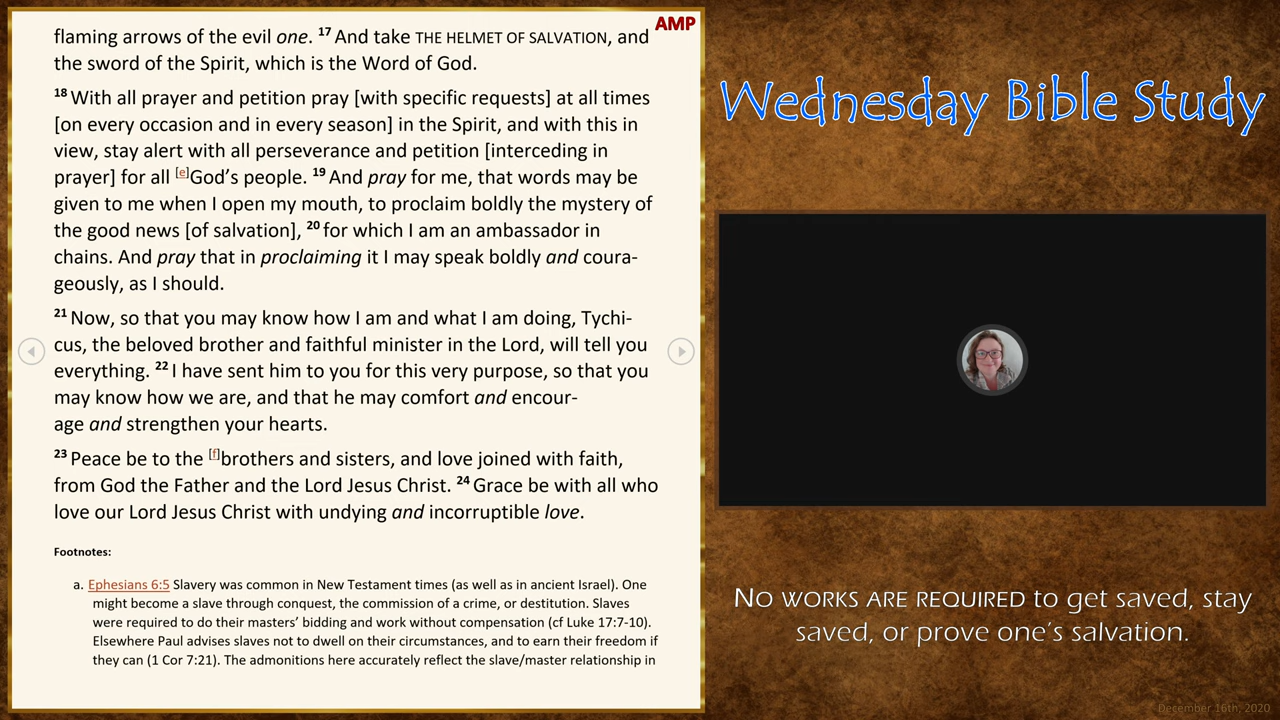 AMP
flaming arrows of the evil one. 17 And take THE HELMET OF SALVATION, and
the sword of the Spirit, which is the Word of God.
18 With all prayer and petition pray [with specific requests] at all times
[on every occasion and in every season] in the Spirit, and with this in
view, stay alert with all perseverance and petition [interceding in
prayer] for all [e]God’s people. 19 And pray for me, that words may be
given to me when I open my mouth, to proclaim boldly the mystery of
the good news [of salvation], 20 for which I am an ambassador in
chains. And pray that in proclaiming it I may speak boldly and coura-
geously, as I should.
21 Now, so that you may know how I am and what I am doing, Tychi-
cus, the beloved brother and faithful minister in the Lord, will tell you
everything. 22 I have sent him to you for this very purpose, so that you
may know how we are, and that he may comfort and encour-
age and strengthen your hearts.
23 Peace be to the [f]brothers and sisters, and love joined with faith,
from God the Father and the Lord Jesus Christ. 24 Grace be with all who
love our Lord Jesus Christ with undying and incorruptible love.
Footnotes:
a. Ephesians 6:5 Slavery was common in New Testament times (as well as in ancient Israel). One
might become a slave through conquest, the commission of a crime, or destitution. Slaves
were required to do their masters’ bidding and work without compensation (cf Luke 17:7-10).
Elsewhere Paul advises slaves not to dwell on their circumstances, and to earn their freedom if
they can (1 Cor 7:21). The admonitions here accurately reflect the slave/master relationship in
Wednesday Bible Study
NO WORKS ARE REQUIRED to get saved, stay
saved, or prove one’s salvation.
December 16th, 2020